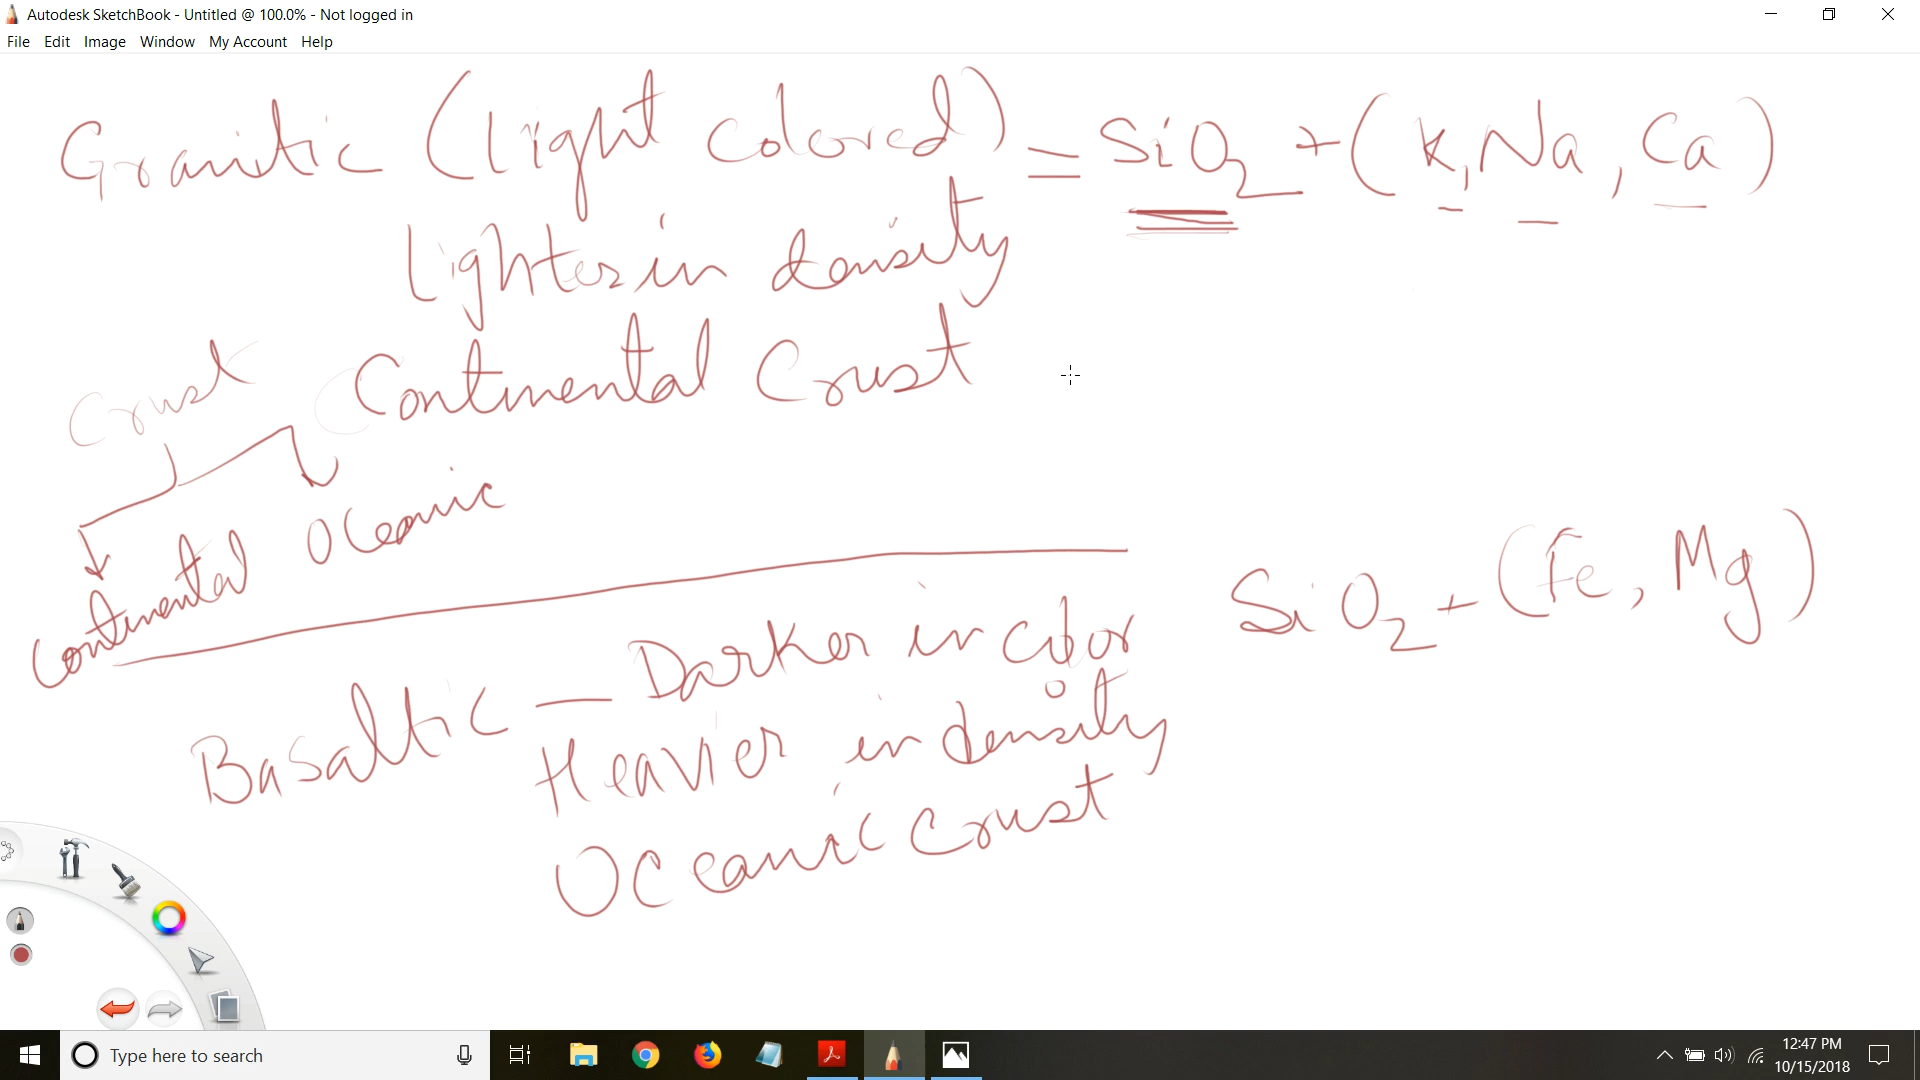 Autodesk SketchBook - Untitled @ 100.0% - Not logged in
File Edit Image Window My Account Help
Granitic (light colored) = SiO2 + (K, Na, Ca)
Lighter in density
Continental Crust
Crust
Continental Oceanic
SiO2 + (Fe, Mg)
Basaltic — Darker in color
Heavier in density
Oceanic Crust
Type here to search
12:47 PM
10/15/2018